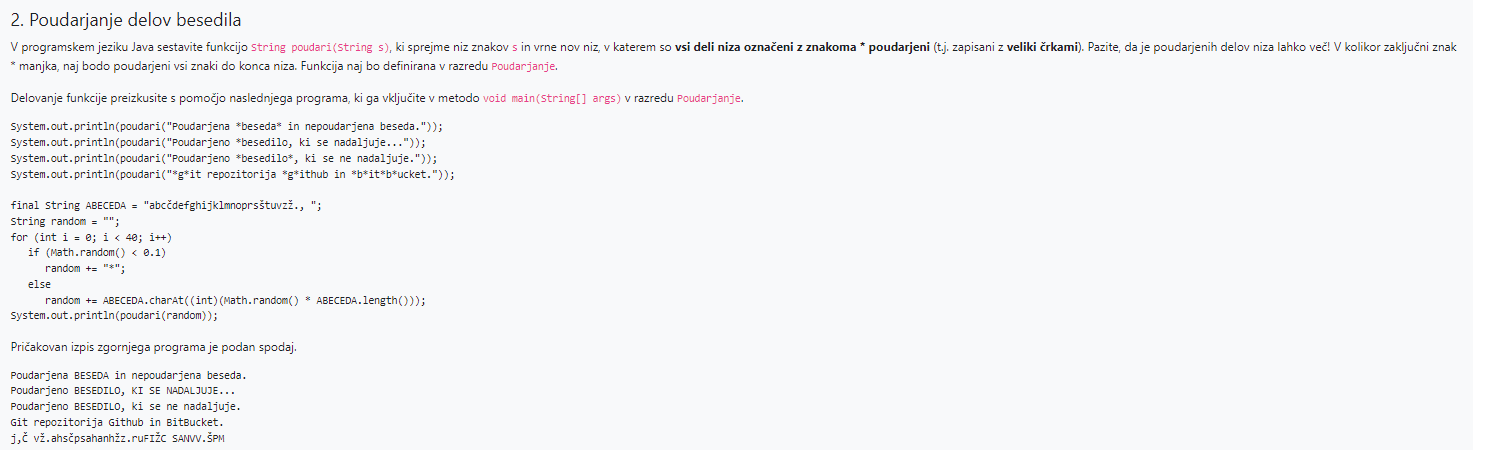 2. Poudarjanje delov besedila
V programskem jeziku Java sestavite funkcijo String poudari(String s), ki sprejme niz znakov s in vrne nov niz, v katerem so vsi deli niza označeni z znakoma * poudarjeni (t.j. zapisani z veliki črkami). Pazite, da je poudarjenih delov niza lahko več! V kolikor zaključni znak
* manjka, naj bodo poudarjeni vsi znaki do konca niza. Funkcija naj bo definirana v razredu Poudarjanje.
Delovanje funkcije preizkusite s pomočjo naslednjega programa, ki ga vključite v metodo void main(String[] args) v razredu Poudarjanje.
System.out.println(poudari("Poudarjena *beseda* in nepoudarjena beseda."));
System.out.println(poudari("Poudarjeno *besedilo, ki se nadaljuje..."));
System.out.println(poudari("Poudarjeno *besedilo*, ki se ne nadaljuje."));
System.out.println(poudari("*g*it repozitorija *g*ithub in *b*it*b*ucket."));
final String ABECEDA = "abcčdefghijklmnoprsštuvzž., ";
String random = "";
for (int i = 0; i < 40; i++)
if (Math.random() < 0.1)
random += "*";
else
random += ABECEDA.charAt((int)(Math.random() * ABECEDA.length()));
System.out.println(poudari(random));
Pričakovan izpis zgornjega programa je podan spodaj.
Poudarjena BESEDA in nepoudarjena beseda.
Poudarjeno BESEDILO, KI SE NADALJUJE...
Poudarjeno BESEDILO, ki se ne nadaljuje.
Git repozitorija Github in BitBucket.
j,Č vž.ahsčpsahanhžz.ruFIŽC SANVV.ŠPM